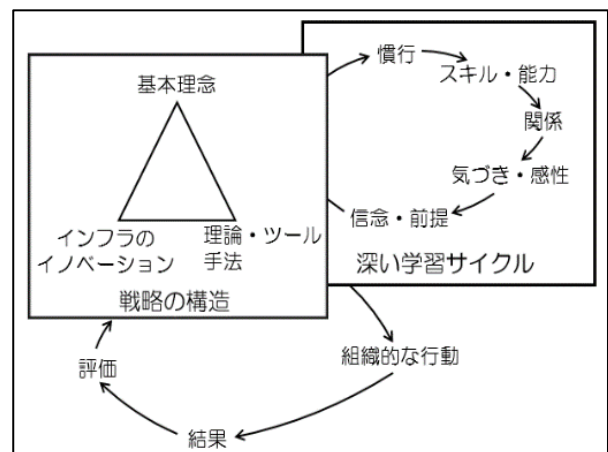 基本理念
インフラの
イノベーション
理論・ツール
手法
戦略の構造
慣行
スキル・能力
関係
気づき・感性
信念・前提
深い学習サイクル
組織的な行動
結果
評価